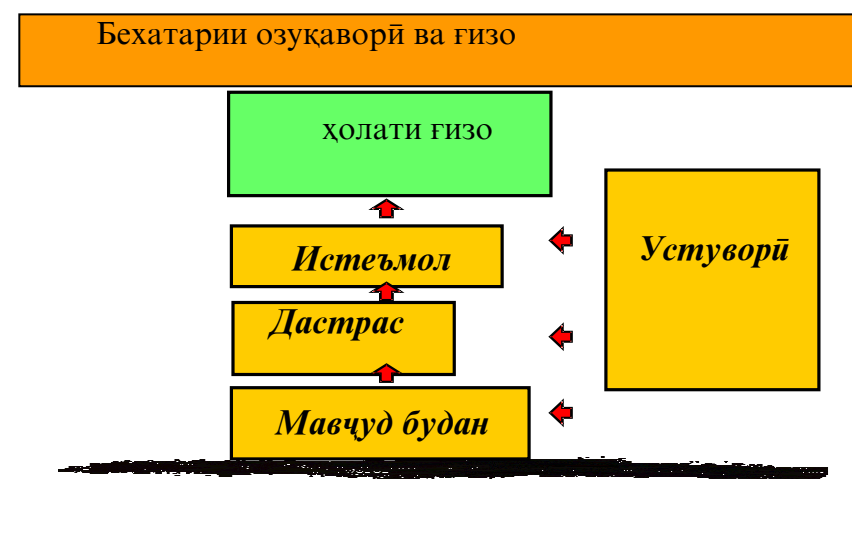 Бехатарии озуқаворӣ ва ғизо
ҳолати ғизо
Истеъмол
Устуворӣ
Дастрас
Мавҷуд будан